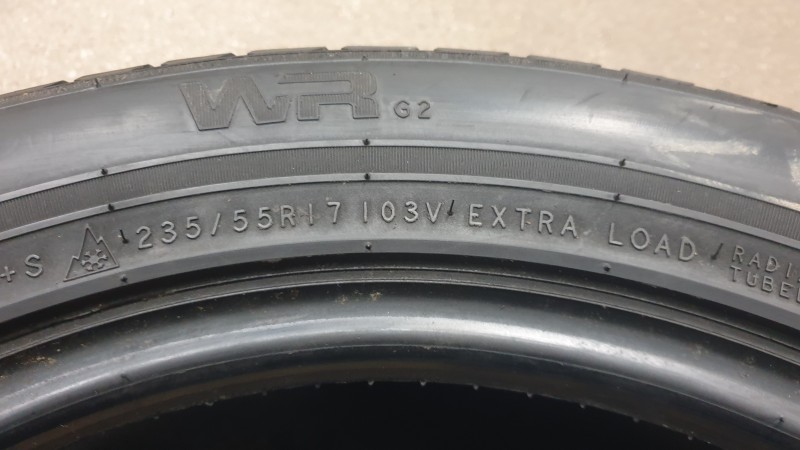 WR G2
+S 235/55R17 103V EXTRA LOAD